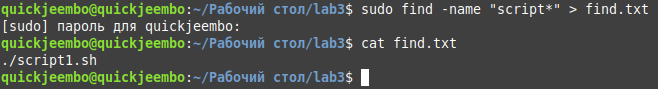 quickjeembo@quickjeembo:~/Рабочий стол/lab3$ sudo find -name "script*" > find.txt
[sudo] пароль для quickjeembo:
quickjeembo@quickjeembo:~/Рабочий стол/lab3$ cat find.txt
./script1.sh
quickjeembo@quickjeembo:~/Рабочий стол/lab3$